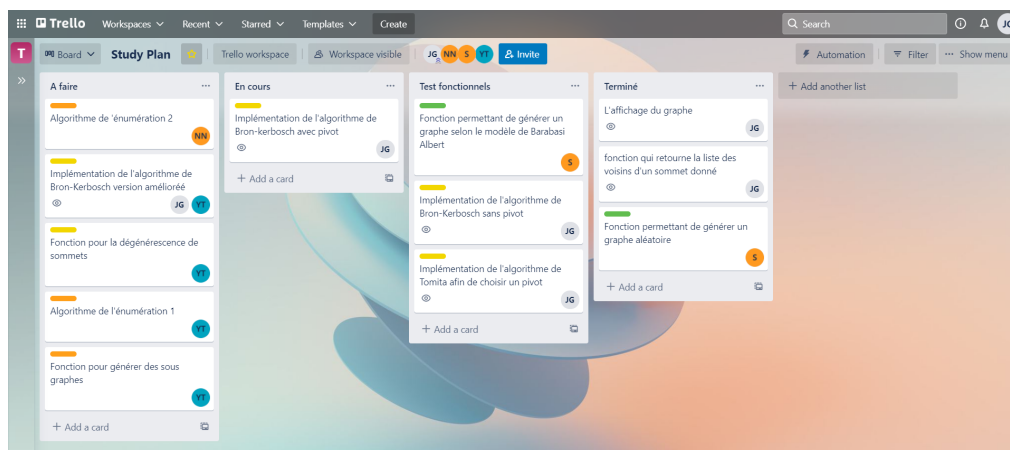 Trello Workspaces Recent Starred Templates Create Search JG
T Board Study Plan Trello workspace Workspace visible JG NN S YT Invite Automation Filter Show menu
A faire
Algorithme de 'énumération 2
NN
Implémentation de l'algorithme de
Bron-Kerbosch version amélioréé
JG YT
Fonction pour la dégénérescence de
sommets
YT
Algorithme de l'énumération 1
YT
Fonction pour générer des sous
graphes
YT
+ Add a card
En cours
Implémentation de l'algorithme de
Bron-kerbosch avec pivot
JG
+ Add a card
Test fonctionnels
Fonction permettant de générer un
graphe selon le modèle de Barabasi
Albert
S
Implémentation de l'algorithme de
Bron-Kerbosch sans pivot
JG
Implémentation de l'algorithme de
Tomita afin de choisir un pivot
JG
+ Add a card
Terminé
L'affichage du graphe
JG
fonction qui retourne la liste des
voisins d'un sommet donné
JG
Fonction permettant de générer un
graphe aléatoire
S
+ Add a card
+ Add another list